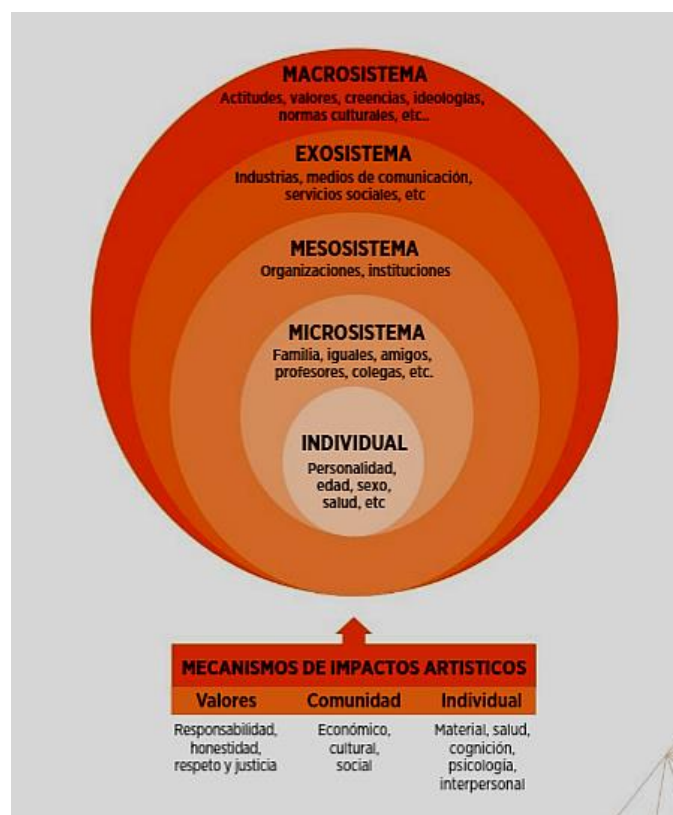 MACROSISTEMA
Actitudes, valores, creencias, ideologías,
normas culturales, etc..
EXOSISTEMA
Industrias, medios de comunicación,
servicios sociales, etc
MESOSISTEMA
Organizaciones, instituciones
MICROSISTEMA
Familia, iguales, amigos,
profesores, colegas, etc.
INDIVIDUAL
Personalidad,
edad, sexo,
salud, etc
MECANISMOS DE IMPACTOS ARTISTICOS
Valores
Responsabilidad,
honestidad,
respeto y justicia
Comunidad
Económico,
cultural,
social
Individual
Material, salud,
cognición,
psicología,
interpersonal